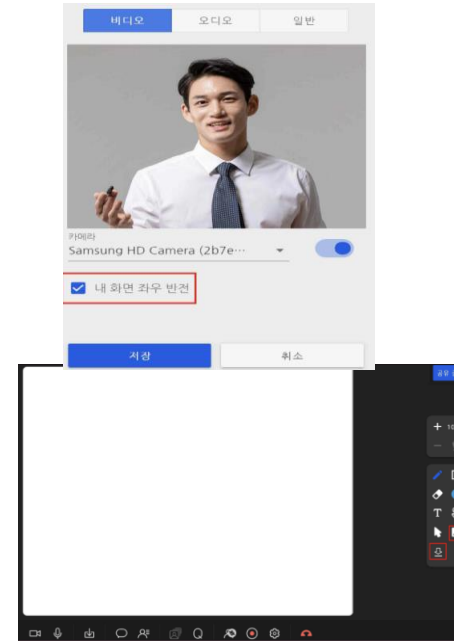 비디오 오디오 일반
카메라
Samsung HD Camera (2b7e…
내 화면 좌우 반전
저장 취소
T